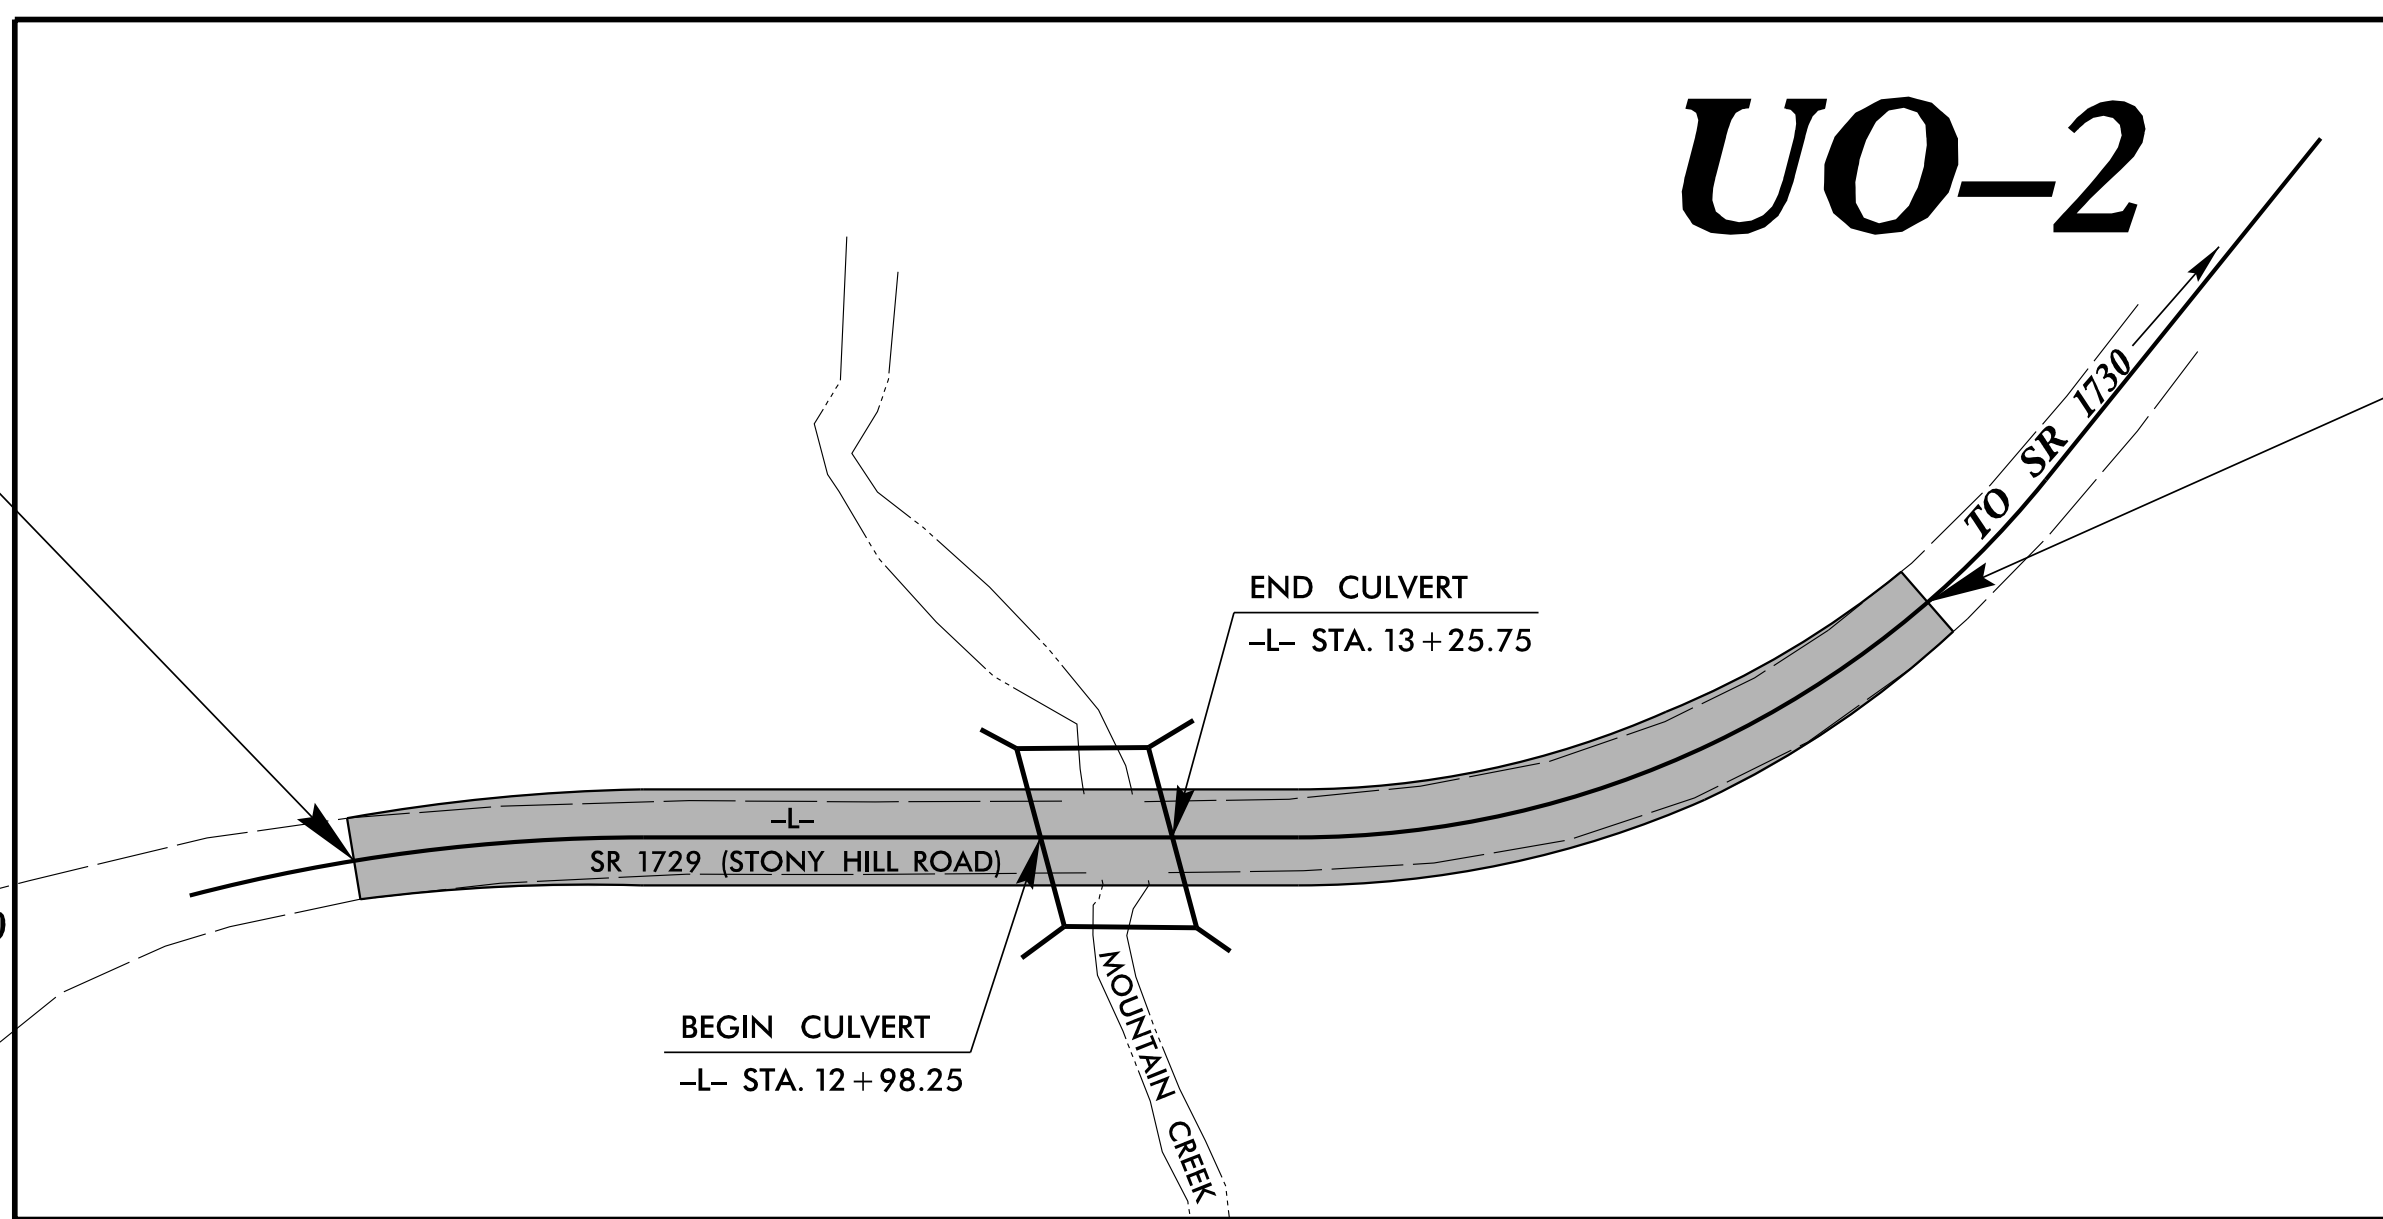 UO–2
TO SR 1730
END CULVERT
–L– STA. 13+25.75
–L–
SR 1729 (STONY HILL ROAD)
BEGIN CULVERT
–L– STA. 12+98.25
MOUNTAIN CREEK